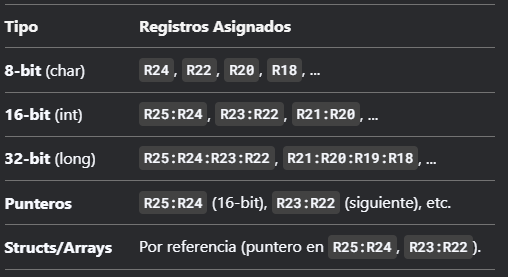 Tipo Registros Asignados
8-bit (char) R24, R22, R20, R18, …
16-bit (int) R25:R24, R23:R22, R21:R20, …
32-bit (long) R25:R24:R23:R22, R21:R20:R19:R18, …
Punteros R25:R24 (16-bit), R23:R22 (siguiente), etc.
Structs/Arrays Por referencia (puntero en R25:R24, R23:R22).